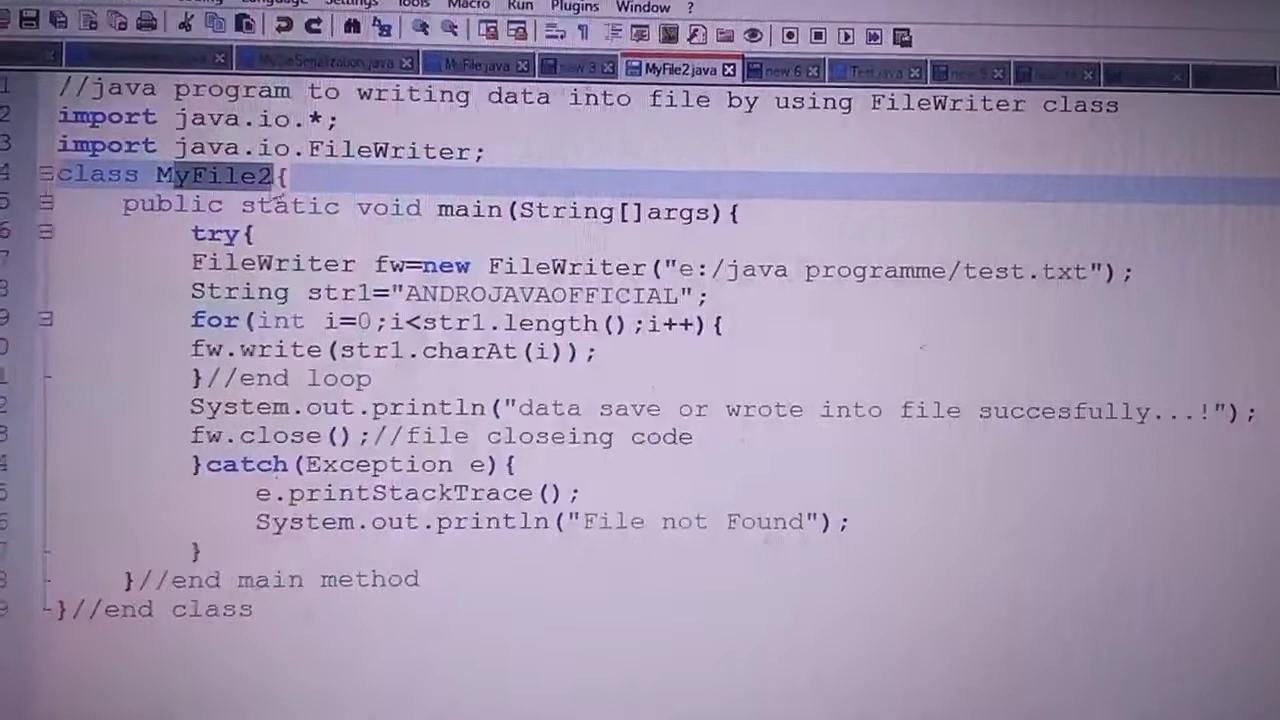 Settings Tools Macro Run Plugins Window ?
MyFile.java new 3 MyFile2.java new 6 Test.java
//java program to writing data into file by using FileWriter class
import java.io.*;
import java.io.FileWriter;
class MyFile2{
public static void main(String[]args){
try{
FileWriter fw=new FileWriter("e:/java programme/test.txt");
String str1="ANDROJAVAOFFICIAL";
for(int i=0;i<str1.length();i++){
fw.write(str1.charAt(i));
}//end loop
System.out.println("data save or wrote into file succesfully...!");
fw.close();//file closeing code
}catch(Exception e){
e.printStackTrace();
System.out.println("File not Found");
}
}//end main method
}//end class